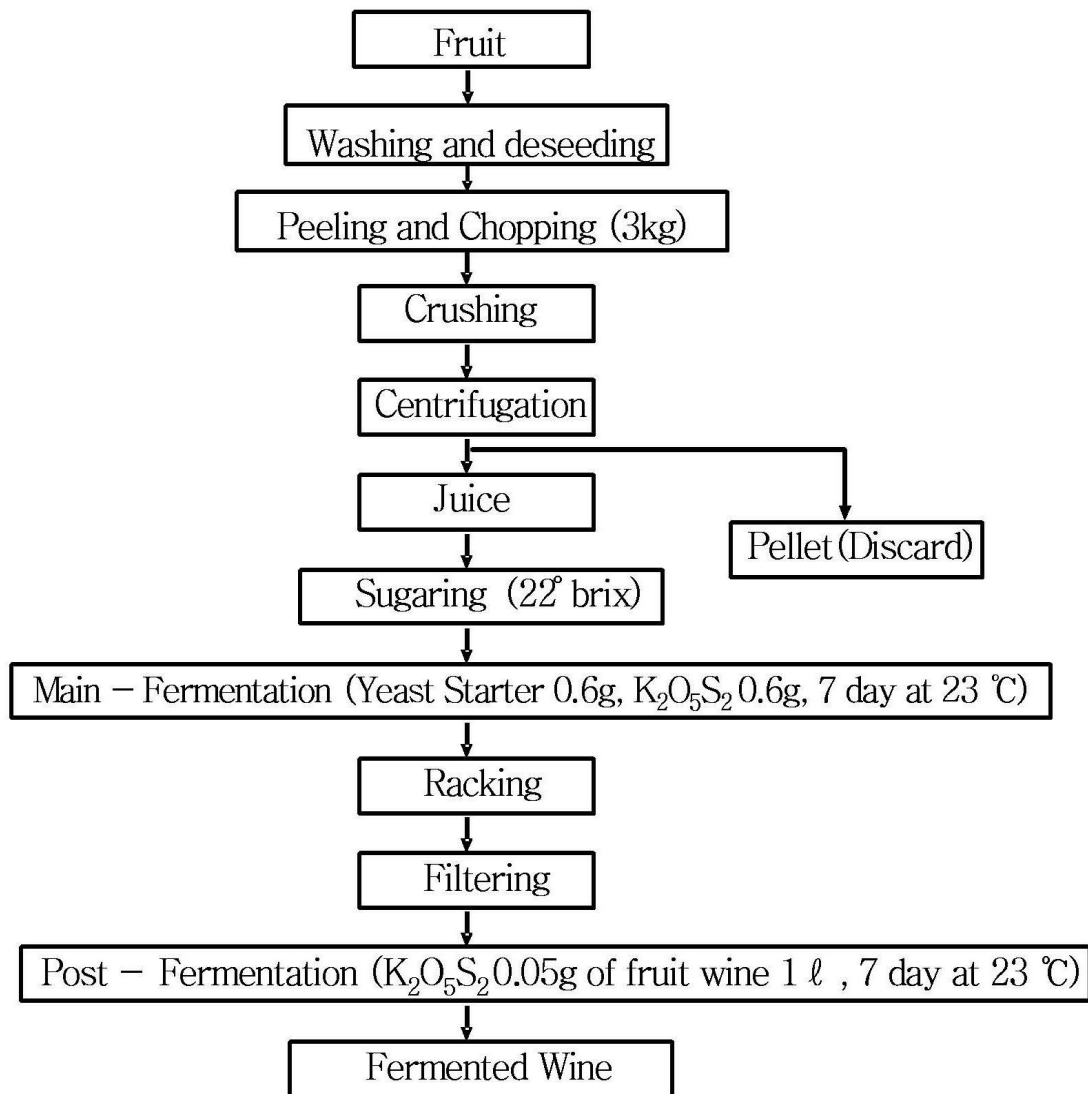 Fruit
Washing and deseeding
Peeling and Chopping (3kg)
Crushing
Centrifugation
Juice
Pellet(Discard)
Sugaring (22° brix)
Main - Fermentation (Yeast Starter 0.6g, K₂O₅S₂ 0.6g, 7 day at 23 ℃)
Racking
Filtering
Post - Fermentation (K₂O₅S₂ 0.05g of fruit wine 1 ℓ , 7 day at 23 ℃)
Fermented Wine